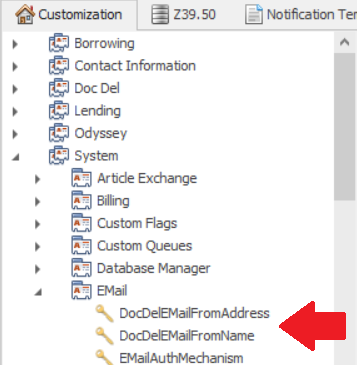 Customization Z39.50 Notification Ter
Borrowing
Contact Information
Doc Del
Lending
Odyssey
System
Article Exchange
Billing
Custom Flags
Custom Queues
Database Manager
EMail
DocDelEMailFromAddress
DocDelEMailFromName
EMailAuthMechanism